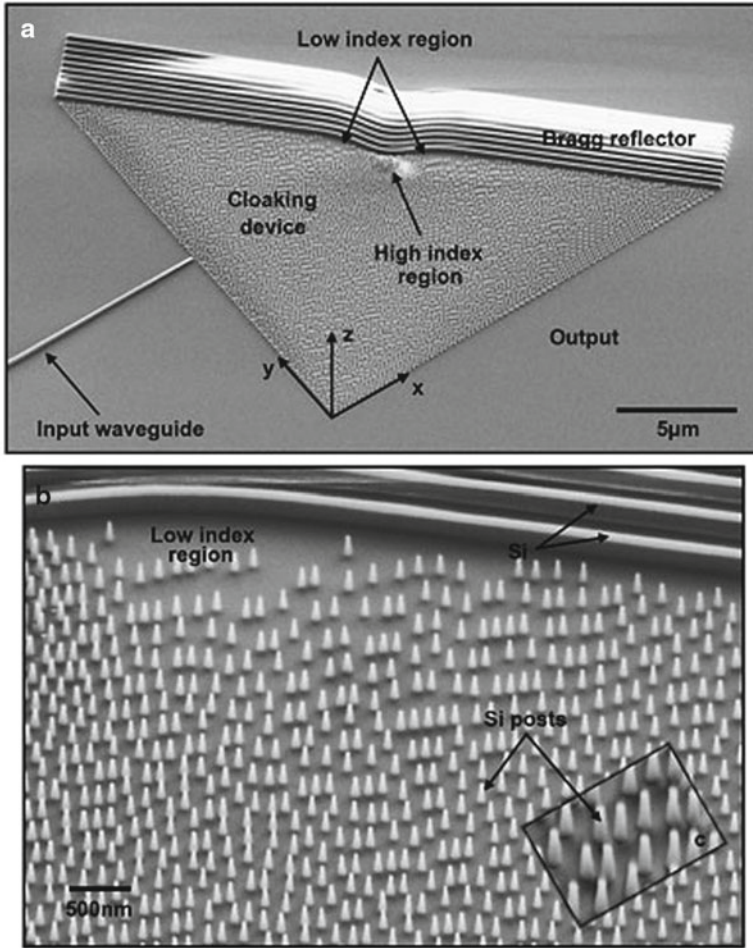 a
Low index region
Bragg reflector
Cloaking
device
High index
region
z
y
x
Output
Input waveguide
5μm
b
Low index
region
Si
Si posts
c
500nm